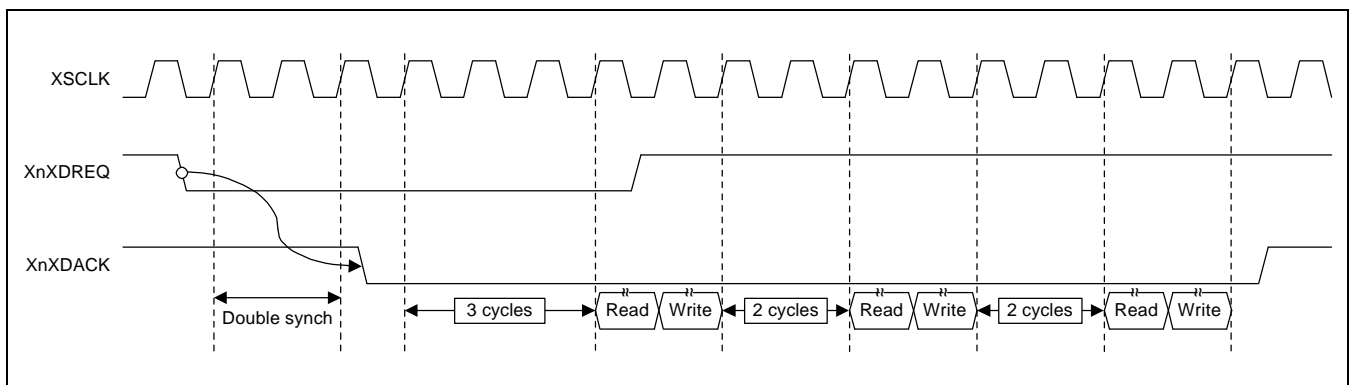 XSCLK
XnXDREQ
XnXDACK
Double synch
3 cycles
Read
Write
2 cycles
Read
Write
2 cycles
Read
Write